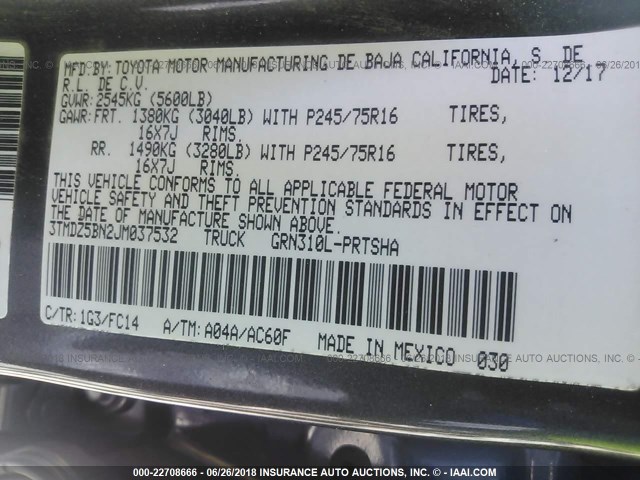 MFD.BY:TOYOTA MOTOR MANUFACTURING DE BAJA CALIFORNIA, S. DE
R.L. DE C.V. DATE: 12/17
GVWR:2545KG (5600LB)
GAWR:FRT. 1380KG (3040LB) WITH P245/75R16 TIRES,
16X7J RIMS.
RR. 1490KG (3280LB) WITH P245/75R16 TIRES,
16X7J RIMS.
THIS VEHICLE CONFORMS TO ALL APPLICABLE FEDERAL MOTOR
VEHICLE SAFETY AND THEFT PREVENTION STANDARDS IN EFFECT ON
THE DATE OF MANUFACTURE SHOWN ABOVE.
3TMDZ5BN2JM037532 TRUCK GRN310L-PRTSHA
C/TR:1G3/FC14 A/TM:A04A/AC60F MADE IN MEXICO 030
000-22708666 - 06/26/2018 INSURANCE AUTO AUCTIONS INC. - © - IAAI.COM